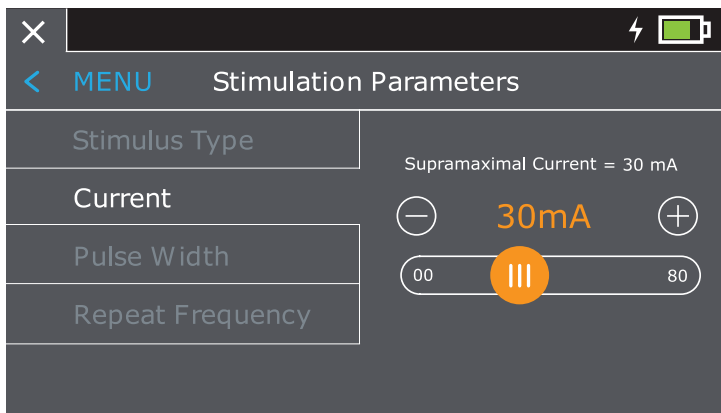 MENU Stimulation Parameters
Stimulus Type
Current
Pulse Width
Repeat Frequency
Supramaximal Current = 30 mA
30mA
00 80